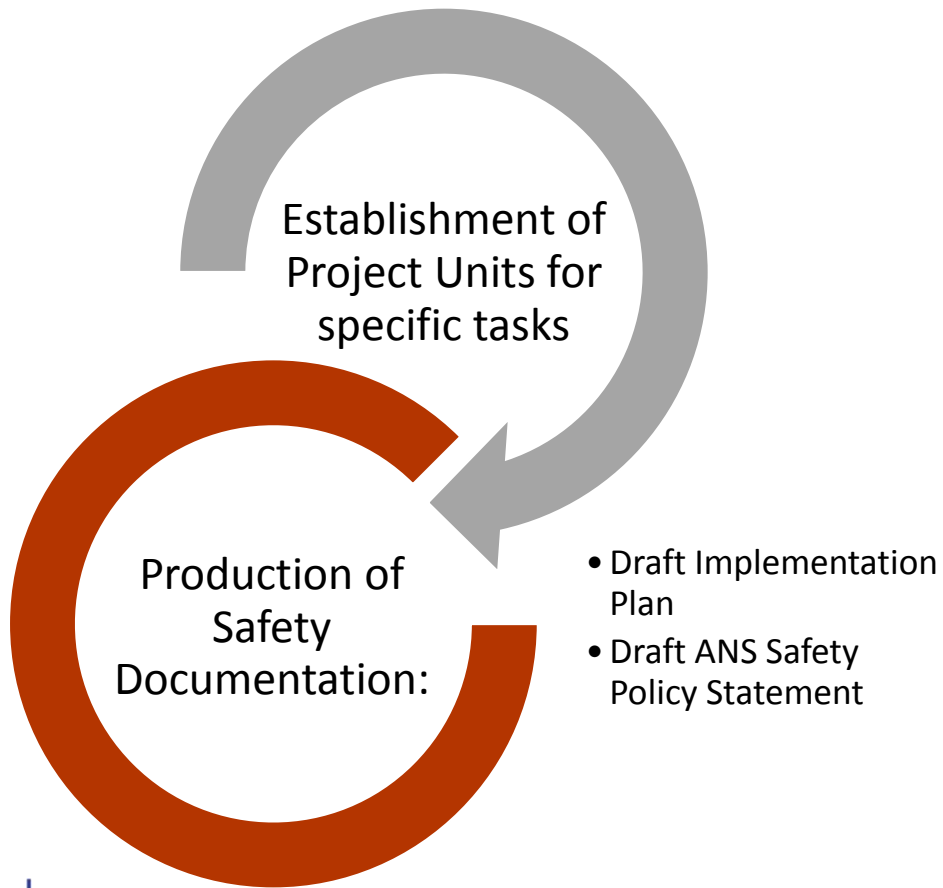 Establishment of
Project Units for
specific tasks
Production of
Safety
Documentation:
• Draft Implementation
Plan
• Draft ANS Safety
Policy Statement